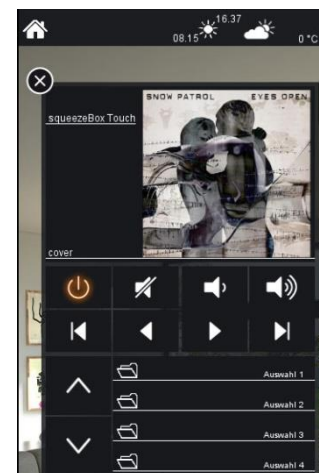 16.37
08.15
0 °C
SNOW PATROL EYES OPEN
squeezeBox Touch
cover
Auswahl 1
Auswahl 2
Auswahl 3
Auswahl 4